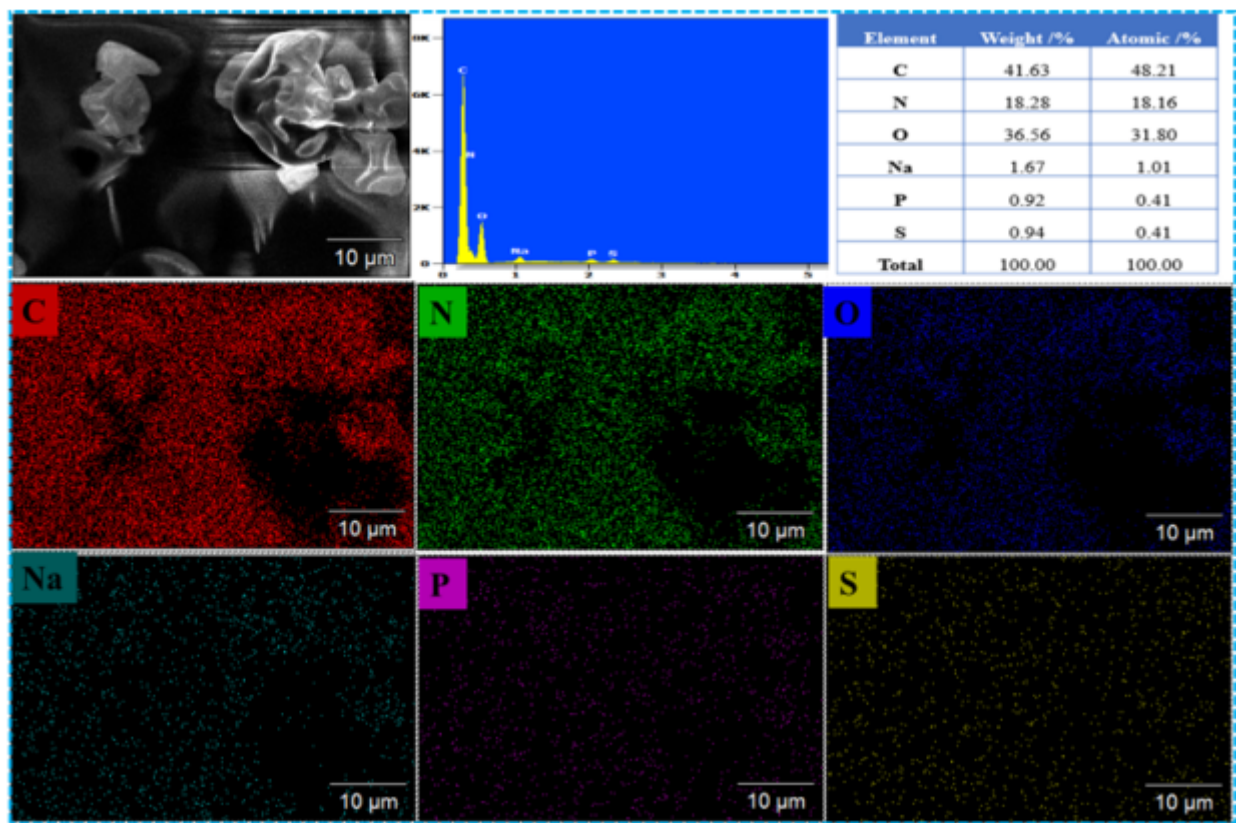 10 µm
0K
6K
4K
2K
0
C
N
O
Na
P
S
0 1 2 3 4 5
Element Weight /% Atomic /%
C 41.63 48.21
N 18.28 18.16
O 36.56 31.80
Na 1.67 1.01
P 0.92 0.41
S 0.94 0.41
Total 100.00 100.00
C
10 µm
N
10 µm
O
10 µm
Na
10 µm
P
10 µm
S
10 µm